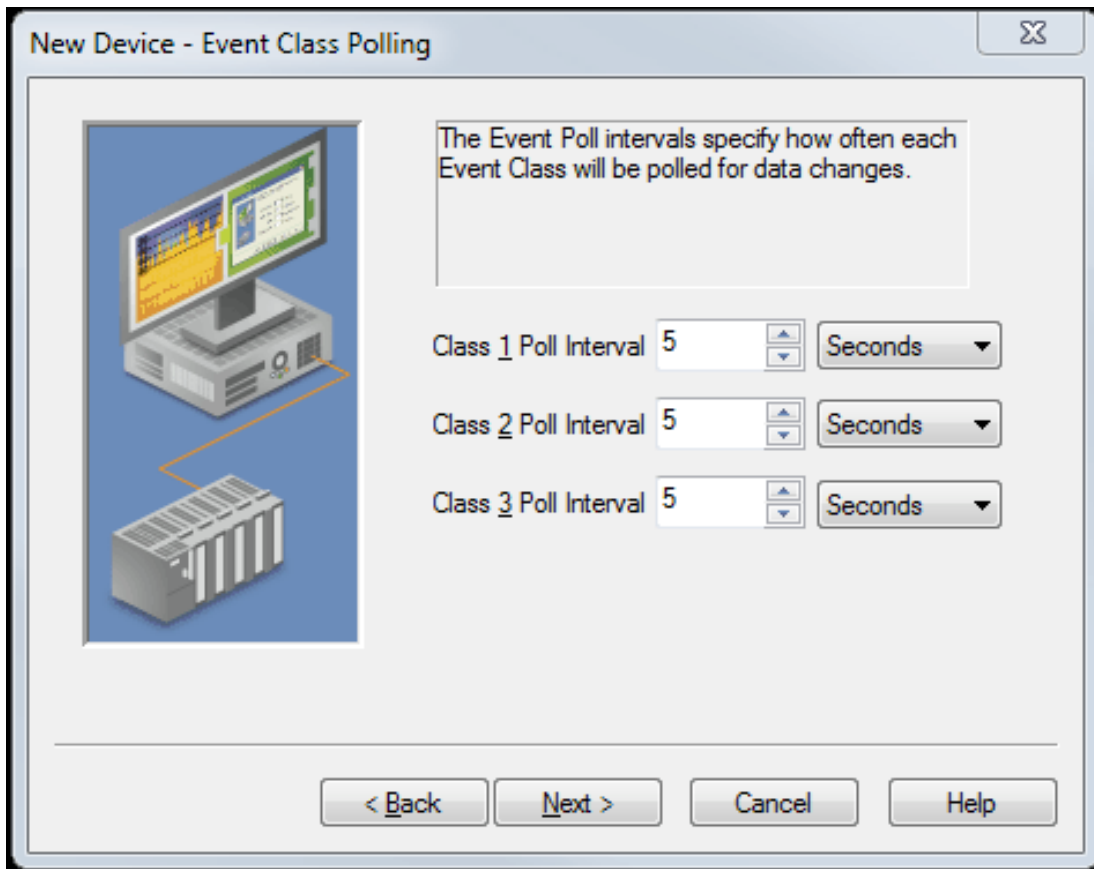 New Device - Event Class Polling
The Event Poll intervals specify how often each
Event Class will be polled for data changes.
Class 1 Poll Interval 5 Seconds
Class 2 Poll Interval 5 Seconds
Class 3 Poll Interval 5 Seconds
< Back Next > Cancel Help